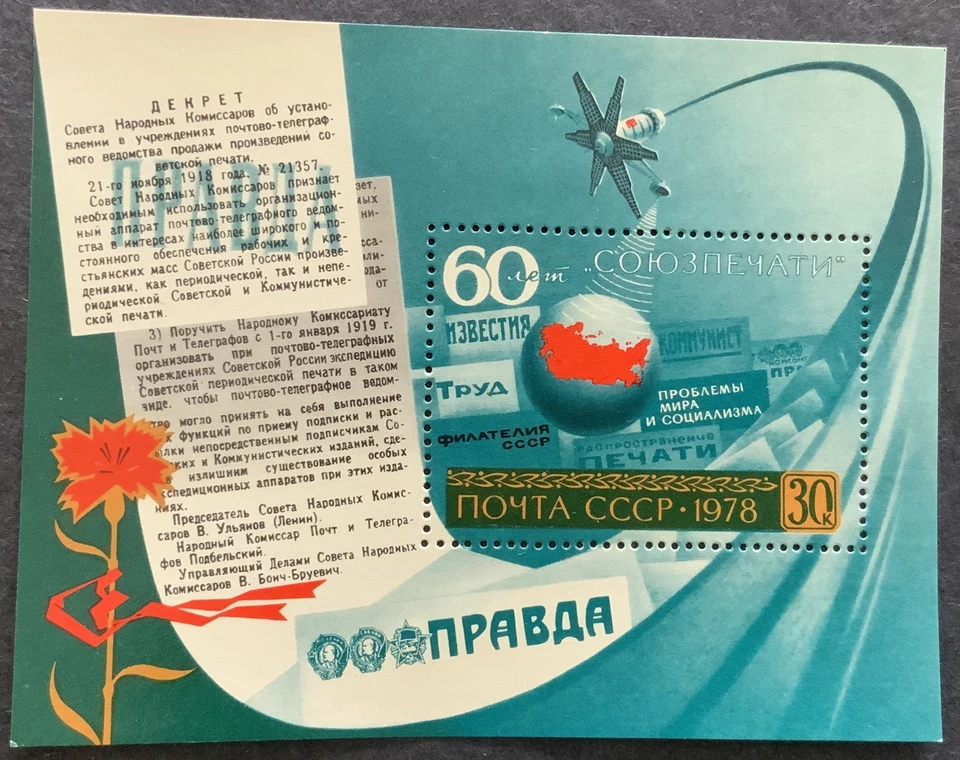 ДЕКРЕТ
Совета Народных Комиссаров об устано-
влении в учреждениях почтово-телеграф-
ного ведомства продажи произведений со-
ветской печати.
21-го ноября 1918 года. № 21357.
Совет Народных Комиссаров признает
необходимым использовать организацион-
ный аппарат почтово-телеграфного ведом-
ства в интересах наиболее широкого и по-
стоянного обеспечения рабочих и кре-
стьянских масс Советской России произве-
дениями, как периодической, так и непе-
риодической Советской и Коммунистиче-
ской печати.
от
3) Поручить Народному Комиссариату
Почт и Телеграфов с 1-го января 1919 г.
организовать при почтово-телеграфных
учреждениях Советской России экспедицию
Советской периодической печати в таком
виде, чтобы почтово-телеграфное ведом-
могло принять на себя выполнение
функций по приему подписки и рас-
непосредственным подписчикам Со-
и Коммунистических изданий, сде-
излишним существование особых
при этих изда-
ниях.
Председатель Совета Народных Комис-
саров В. Ульянов (Ленин).
Народный Комиссар Почт и Телегра-
фов Подбельский.
Управляющий Делами Совета Народных
Комиссаров В. Бонч-Бруевич.
ПРАВДА
60 лет „СОЮЗПЕЧАТИ"
ИЗВЕСТИЯ
КОММУНИСТ
ТРУД
ПРОБЛЕМЫ
МИРА
И СОЦИАЛИЗМА
ФИЛАТЕЛИЯ
СССР
РАСПРОСТРАНЕНИЕ
ПЕЧАТИ
ПОЧТА СССР · 1978
30 к
ПРАВДА